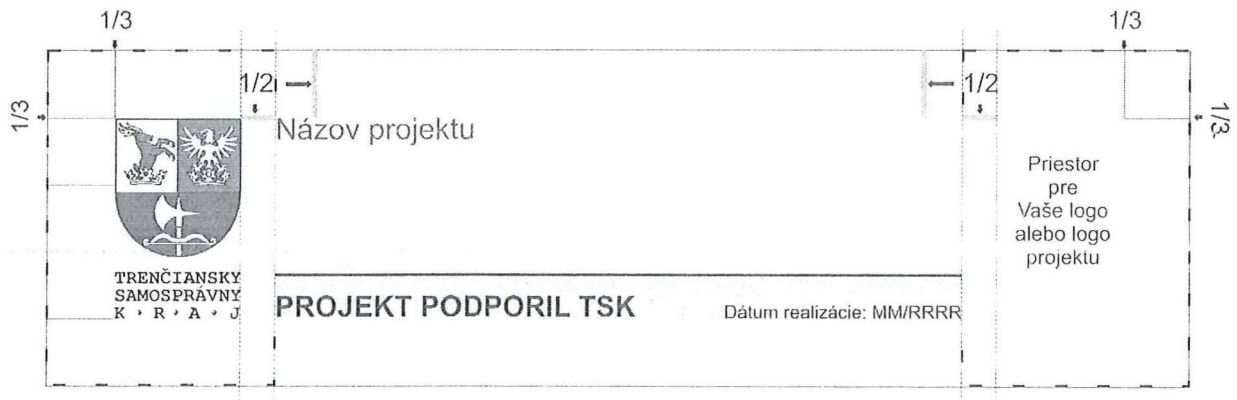 1/3
1/3
1/2
1/2
1/3
1/3
Názov projektu
Priestor
pre
Vaše logo
alebo logo
projektu
TRENČIANSKY
SAMOSPRÁVNY
K · R · A · J
PROJEKT PODPORIL TSK
Dátum realizácie: MM/RRRR